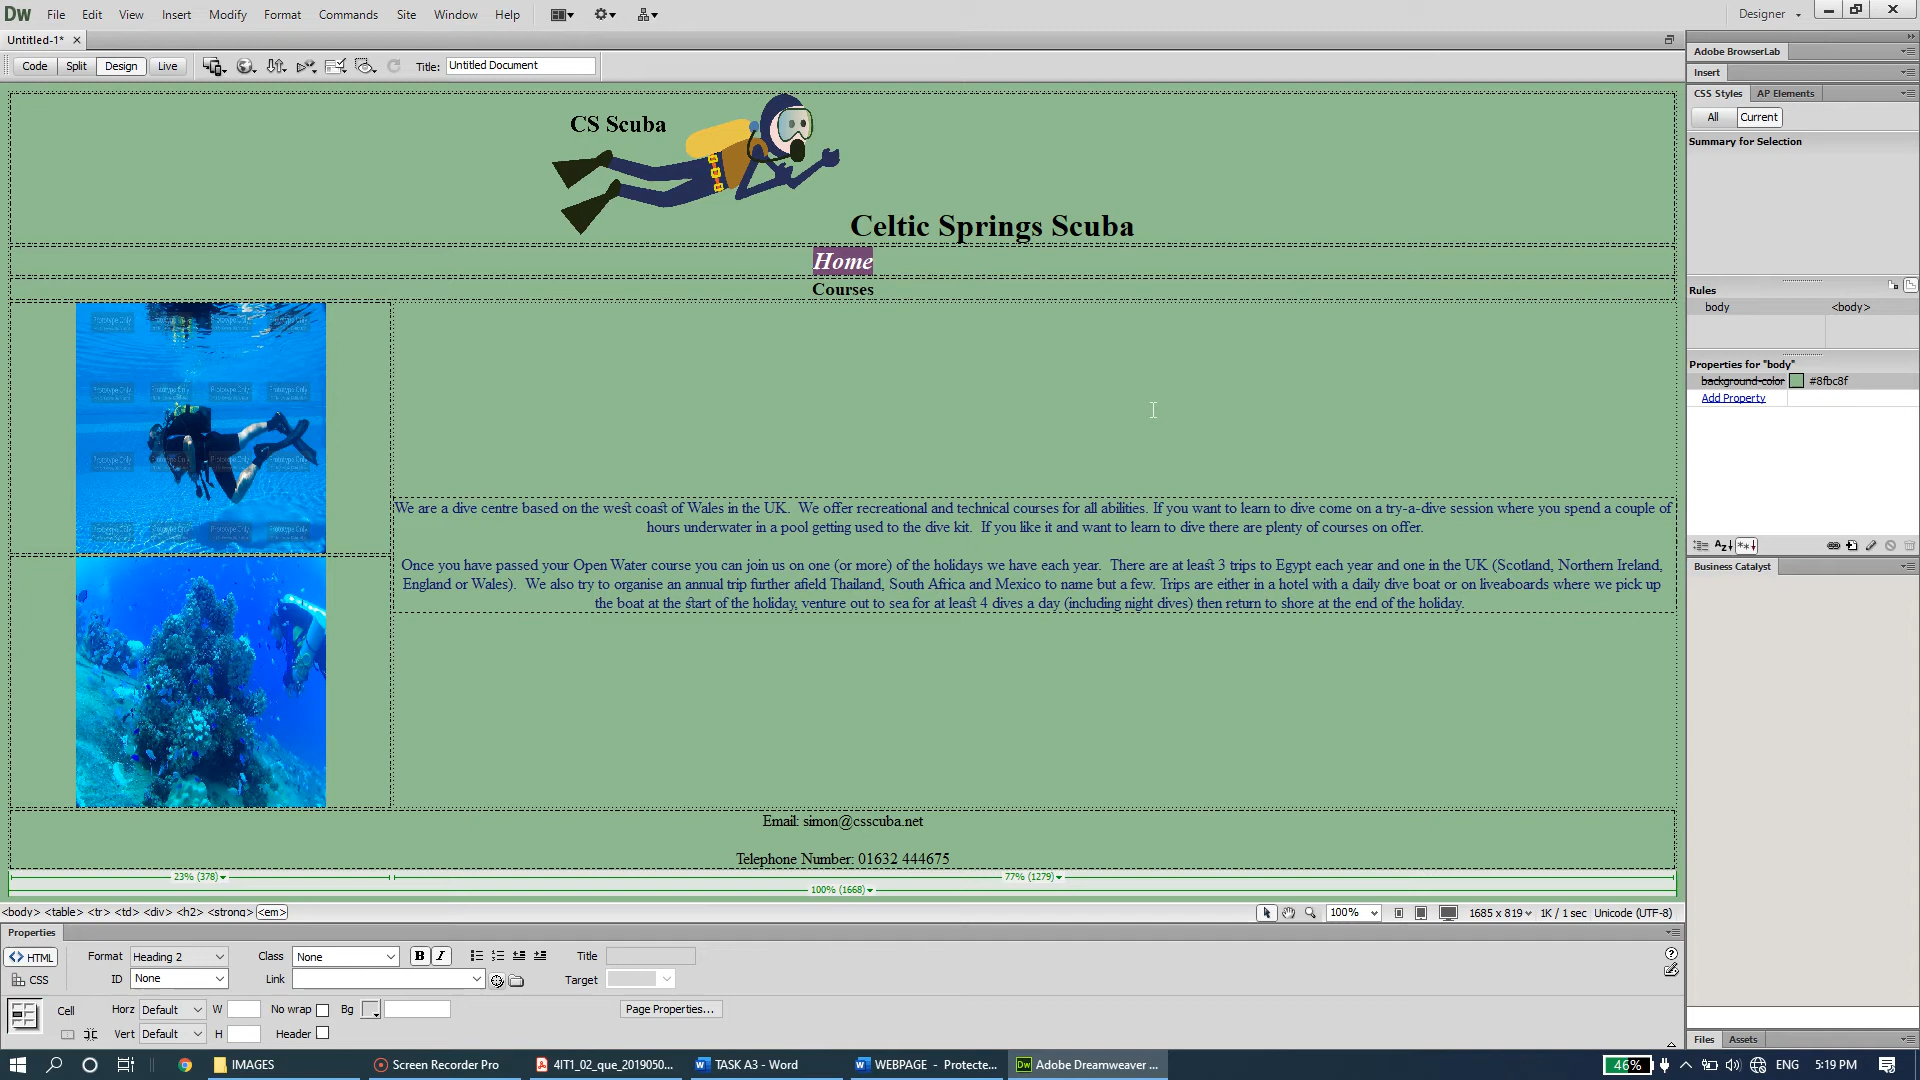 Dw File Edit View Insert Modify Format Commands Site Window Help Designer
Untitled-1*
Code Split Design Live Title: Untitled Document
Adobe BrowserLab
Insert
CSS Styles AP Elements
All Current
Summary for Selection
CS Scuba
Celtic Springs Scuba
Home
Courses
Rules
body <body>
Properties for "body"
background-color #8fbc8f
Add Property
Prototype Only
We are a dive centre based on the west coast of Wales in the UK. We offer recreational and technical courses for all abilities. If you want to learn to dive come on a try-a-dive session where you spend a couple of
hours underwater in a pool getting used to the dive kit. If you like it and want to learn to dive there are plenty of courses on offer.
Once you have passed your Open Water course you can join us on one (or more) of the holidays we have each year. There are at least 3 trips to Egypt each year and one in the UK (Scotland, Northern Ireland,
England or Wales). We also try to organise an annual trip further afield Thailand, South Africa and Mexico to name but a few. Trips are either in a hotel with a daily dive boat or on liveaboards where we pick up
the boat at the start of the holiday, venture out to sea for at least 4 dives a day (including night dives) then return to shore at the end of the holiday.
Business Catalyst
Email: simon@csscuba.net
Telephone Number: 01632 444675
23% (378) 77% (1279)
100% (1668)
<body> <table> <tr> <td> <div> <h2> <strong> <em> 100% 1685 x 819 1K / 1 sec Unicode (UTF-8)
Properties
HTML Format Heading 2 Class None B I Title
CSS ID None Link Target
Cell Horz Default W No wrap Bg Page Properties...
Vert Default H Header
Files Assets
IMAGES Screen Recorder Pro 4IT1_02_que_2019050... TASK A3 - Word WEBPAGE - Protecte... Adobe Dreamweaver ... 46% ENG 5:19 PM